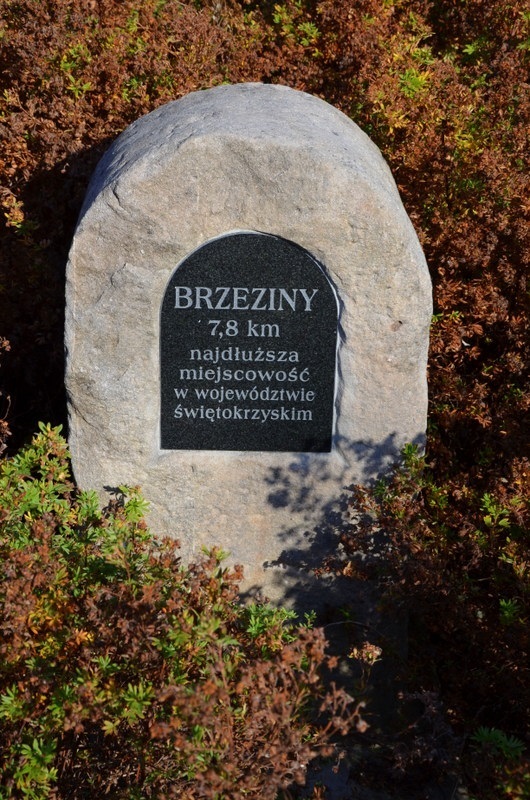 BRZEZINY
7,8 km
najdłuższa
miejscowość
w województwie
świętokrzyskim